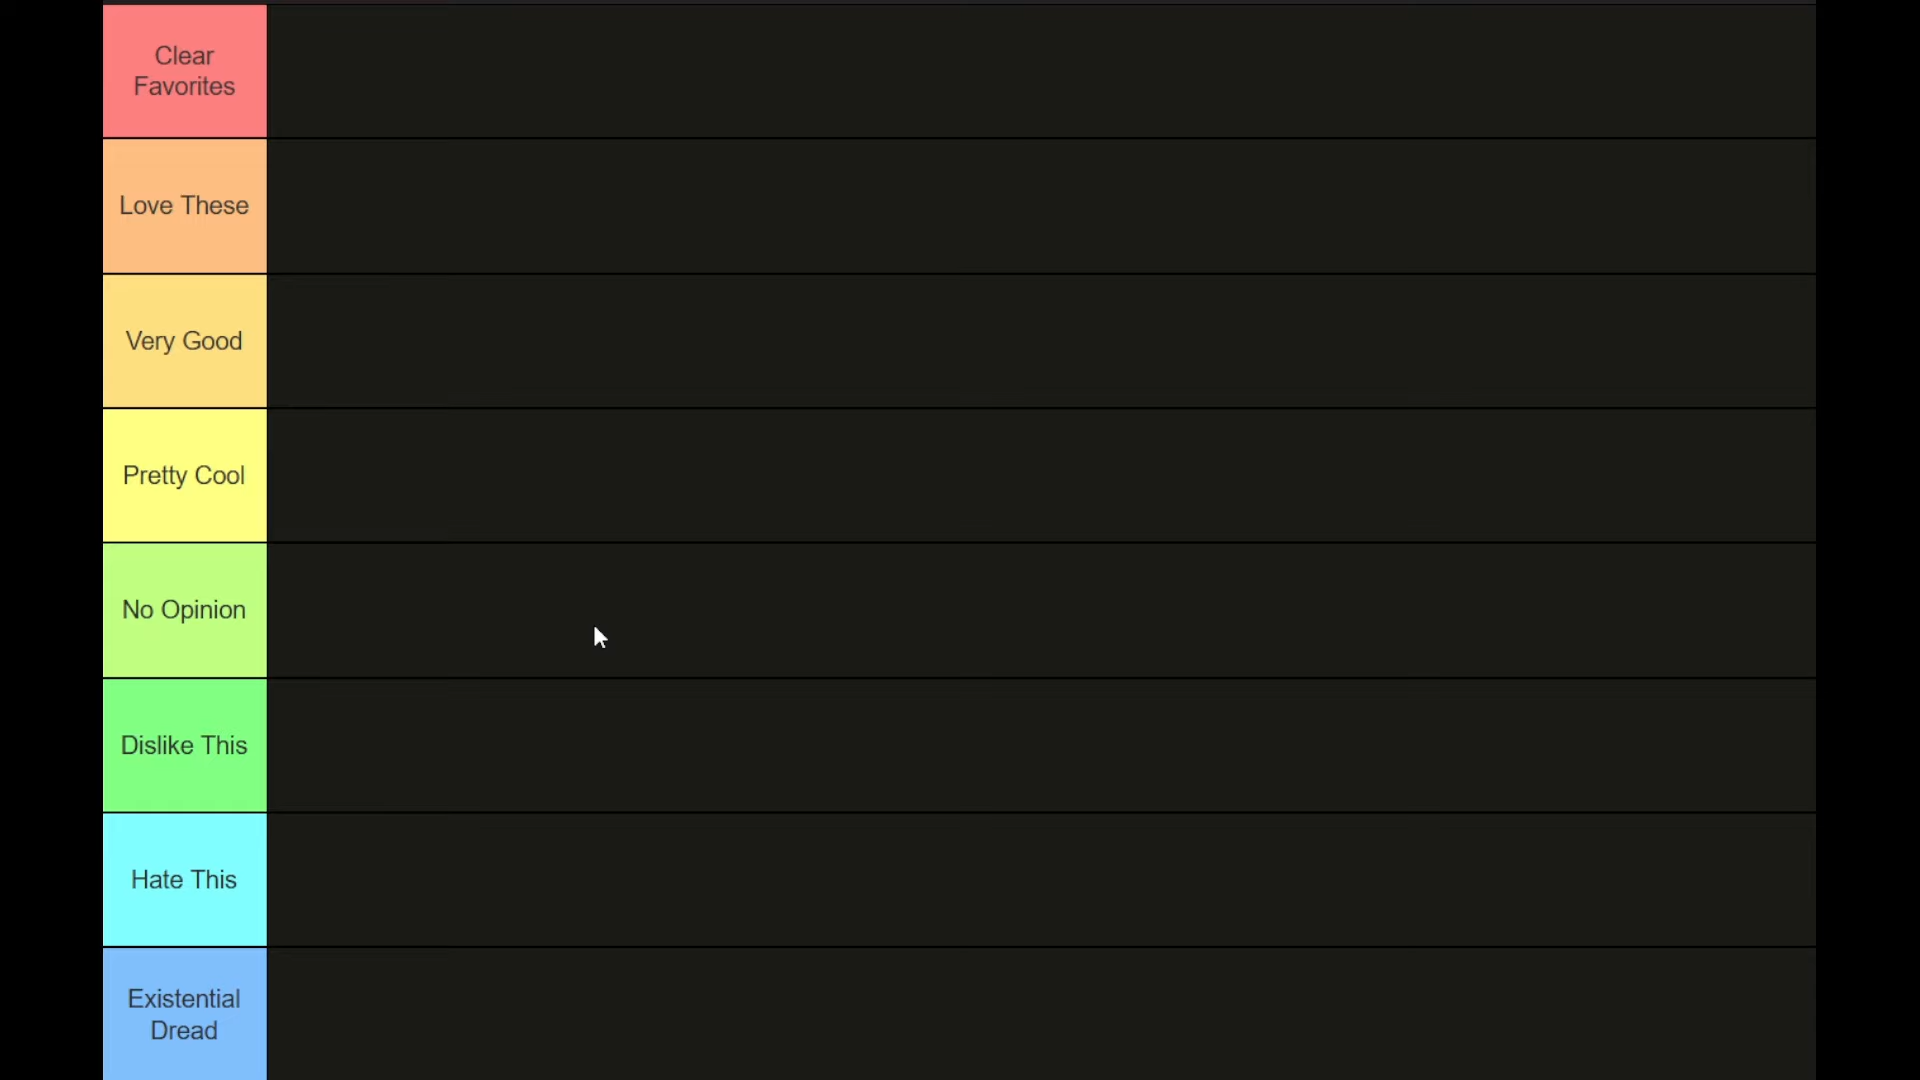 Clear
Favorites
Love These
Very Good
Pretty Cool
No Opinion
Dislike This
Hate This
Existential
Dread